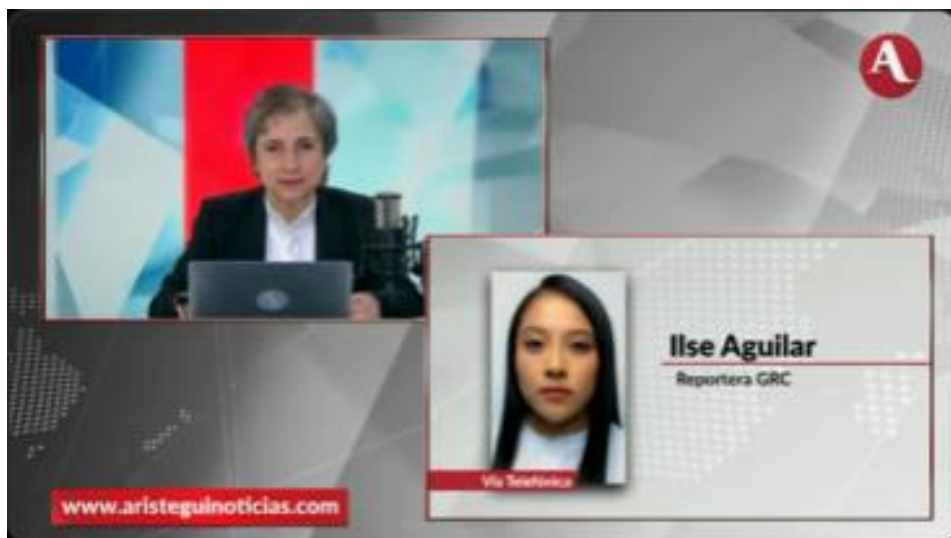 A
Ilse Aguilar
Reportera GRC
Vía Telefónica
www.aristeguinoticias.com